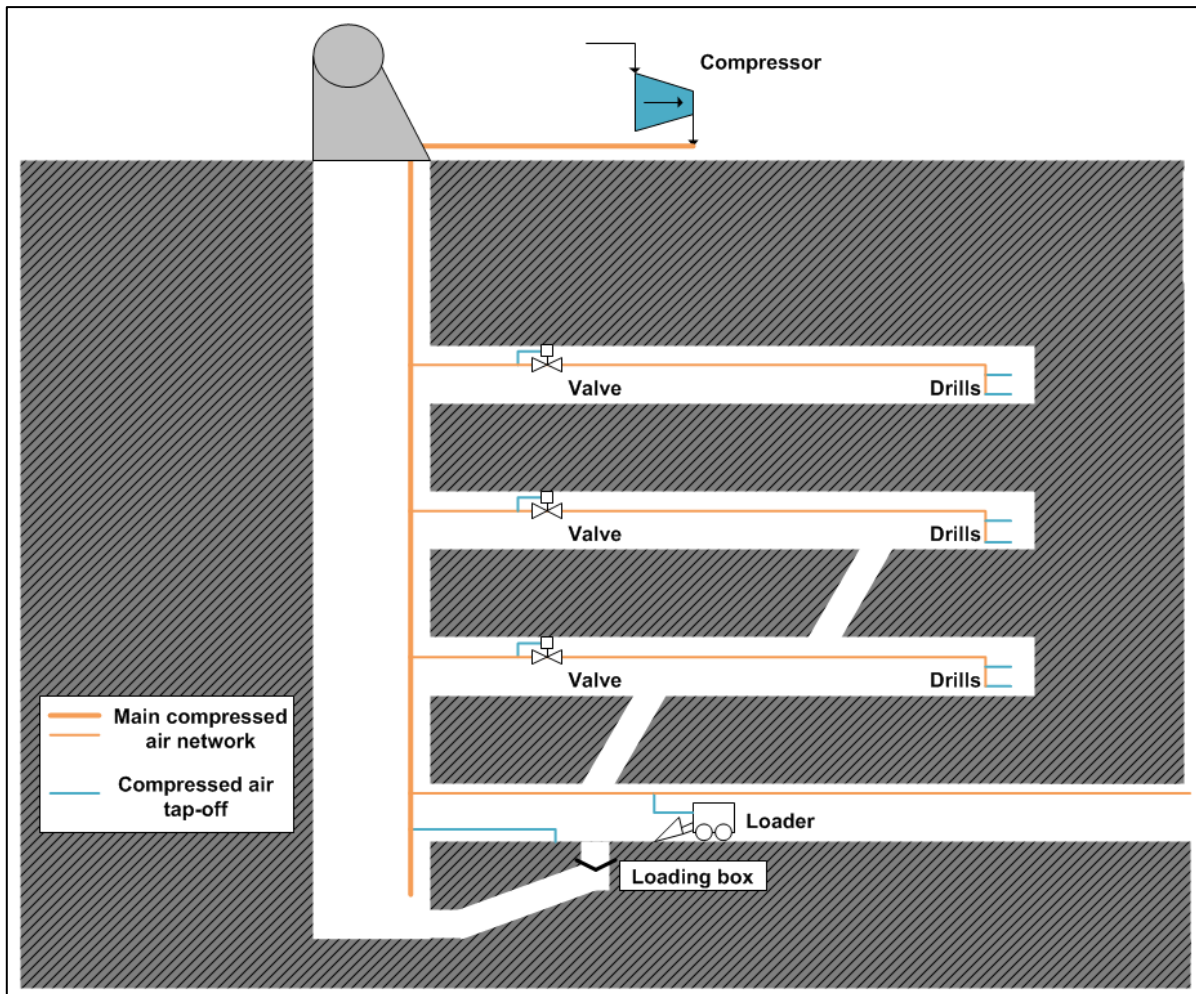 Compressor
Valve
Drills
Valve
Drills
Valve
Drills
Main compressed
air network
Compressed air
tap-off
Loader
Loading box